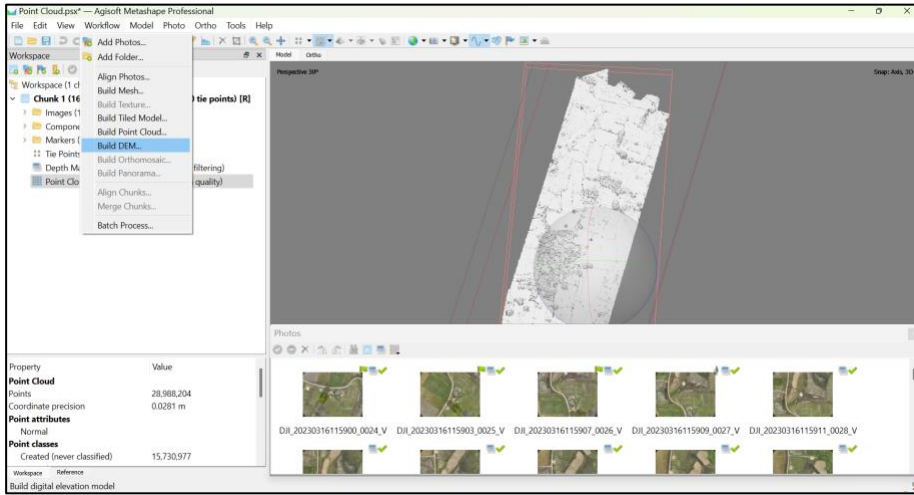 Point Cloud.psx* — Agisoft Metashape Professional
File Edit View Workflow Model Photo Ortho Tools Help
Workspace
Workspace (1 ch
Chunk 1 (16
0 tie points) [R]
Images (1
Compone
Markers (
Tie Points
Depth Ma
filtering)
Point Clo
quality)
Add Photos...
Add Folder...
Align Photos...
Build Mesh...
Build Texture...
Build Tiled Model...
Build Point Cloud...
Build DEM...
Build Orthomosaic...
Build Panorama...
Align Chunks...
Merge Chunks...
Batch Process...
Model Ortho
Perspective 30°
Snap: Axis, 3D
Photos
DJI_20230316115900_0024_V DJI_20230316115903_0025_V DJI_20230316115907_0026_V DJI_20230316115909_0027_V DJI_20230316115911_0028_V
Property Value
Point Cloud
Points 28,988,204
Coordinate precision 0.0281 m
Point attributes
Normal
Point classes
Created (never classified) 15,730,977
Workspace Reference
Build digital elevation model